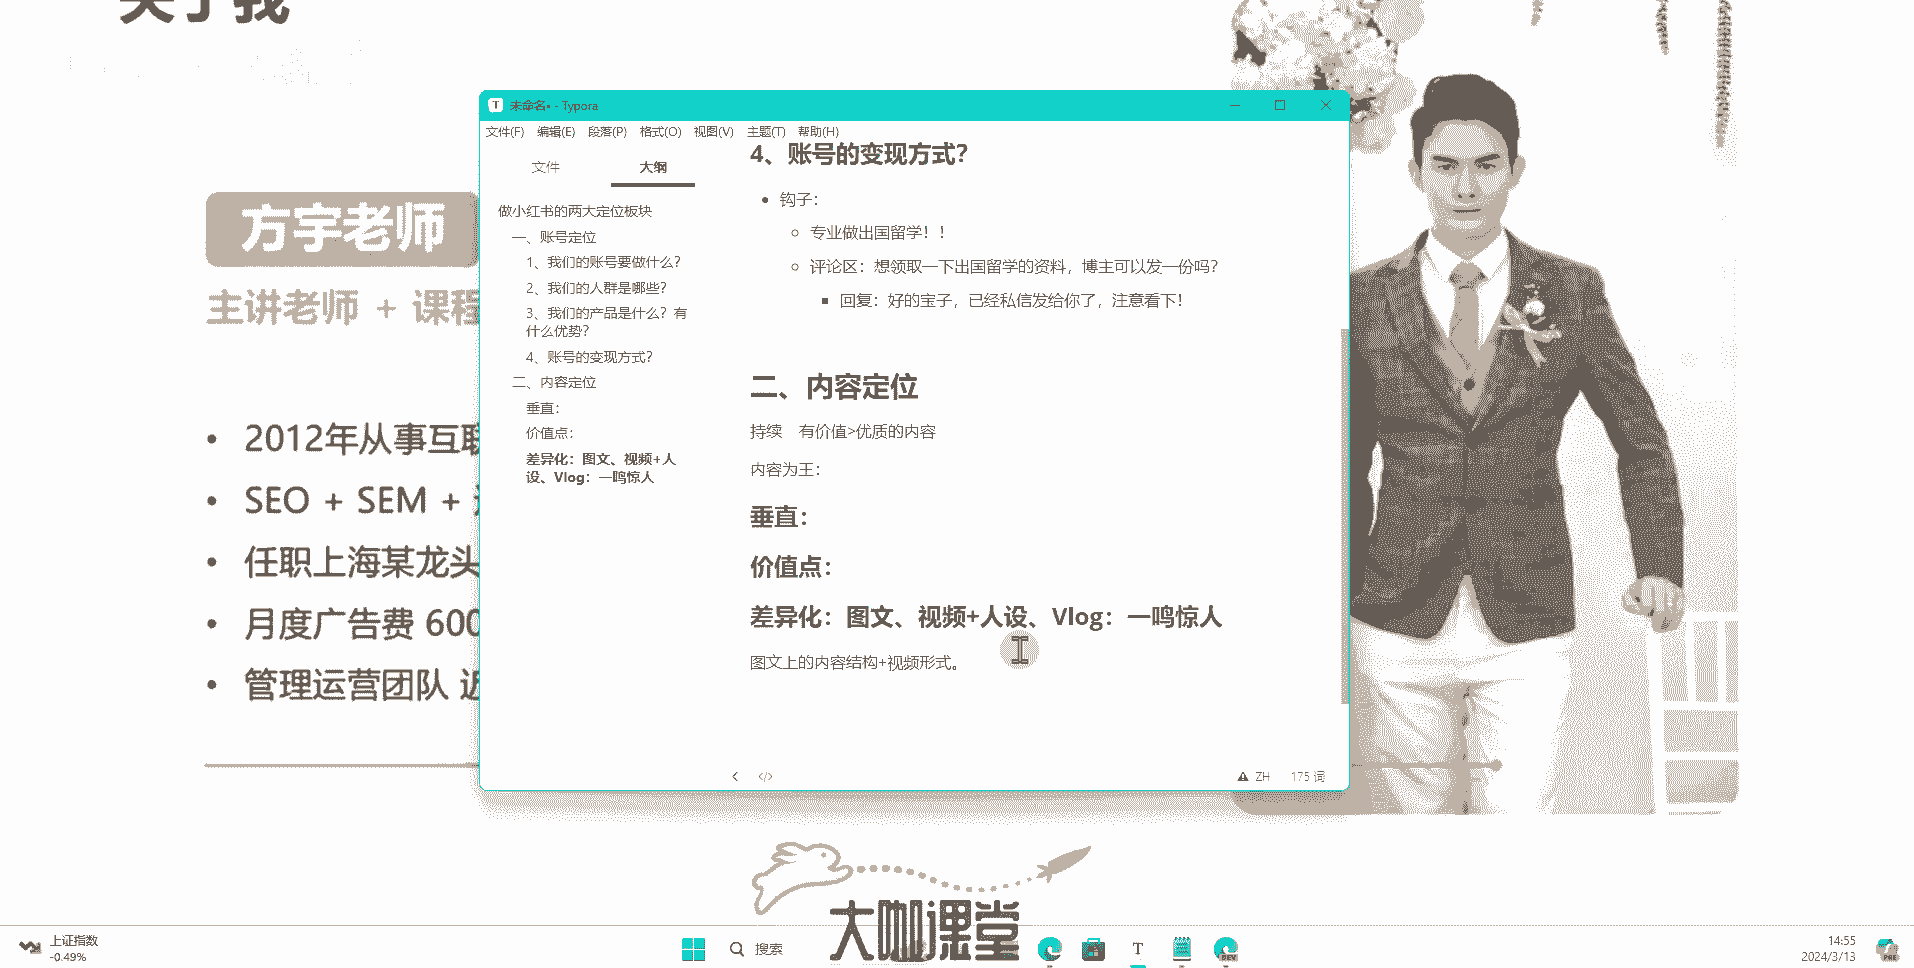 关于我
方宇老师
主讲老师 + 课程
• 2012年从事互联
• SEO + SEM +
• 任职上海某龙头
• 月度广告费 600
• 管理运营团队
未命名• - Typora
文件(F) 编辑(E) 段落(P) 格式(O) 视图(V) 主题(T) 帮助(H)
文件 大纲
做小红书的两大定位板块
一、账号定位
1、我们的账号要做什么？
2、我们的人群是哪些？
3、我们的产品是什么？有
什么优势？
4、账号的变现方式？
二、内容定位
垂直：
价值点：
差异化：图文、视频+人
设、Vlog：一鸣惊人
4、账号的变现方式？
• 钩子：
○ 专业做出国留学！！
○ 评论区：想领取一下出国留学的资料，博主可以发一份吗？
▪ 回复：好的宝子，已经私信发给你了，注意看下！
二、内容定位
持续 有价值>优质的内容
内容为王：
垂直：
价值点：
差异化：图文、视频+人设、Vlog：一鸣惊人
图文上的内容结构+视频形式。
</> ZH 175 词
大咖课堂
上证指数
-0.49%
搜索
T
DEV
14:55
2024/3/13
PRE